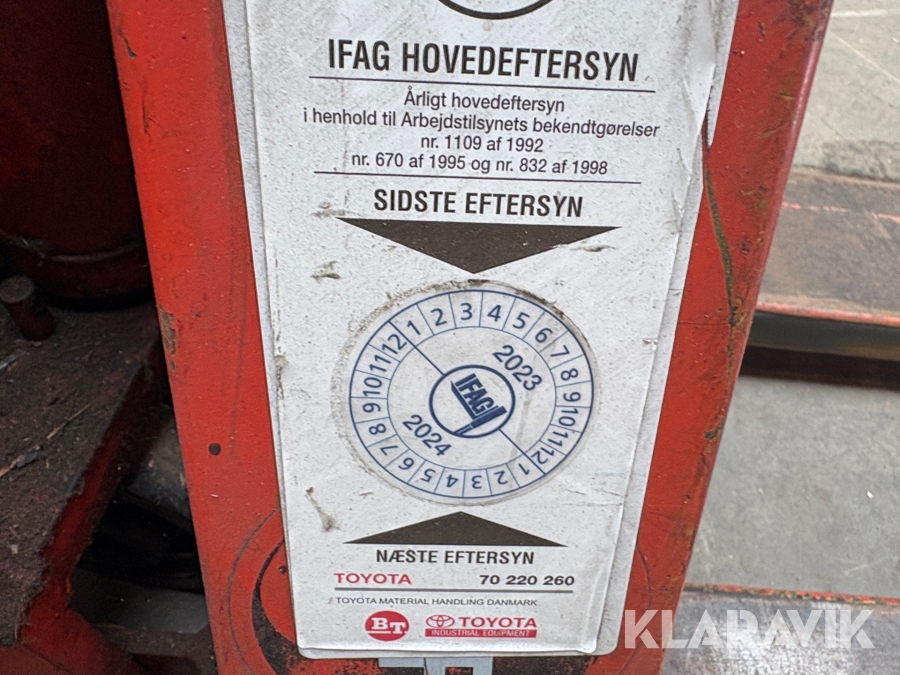 IFAG HOVEDEFTERSYN
Årligt hovedeftersyn
i henhold til Arbejdstilsynets bekendtgørelser
nr. 1109 af 1992
nr. 670 af 1995 og nr. 832 af 1998
SIDSTE EFTERSYN
1 2 3 4 5 6 7 8 9 10 11 12
2023
IFAG
2024
1 2 3 4 5 6 7 8 9 10 11 12
NÆSTE EFTERSYN
TOYOTA 70 220 260
TOYOTA MATERIAL HANDLING DANMARK
BT TOYOTA
INDUSTRIAL EQUIPMENT
KLARAVIK